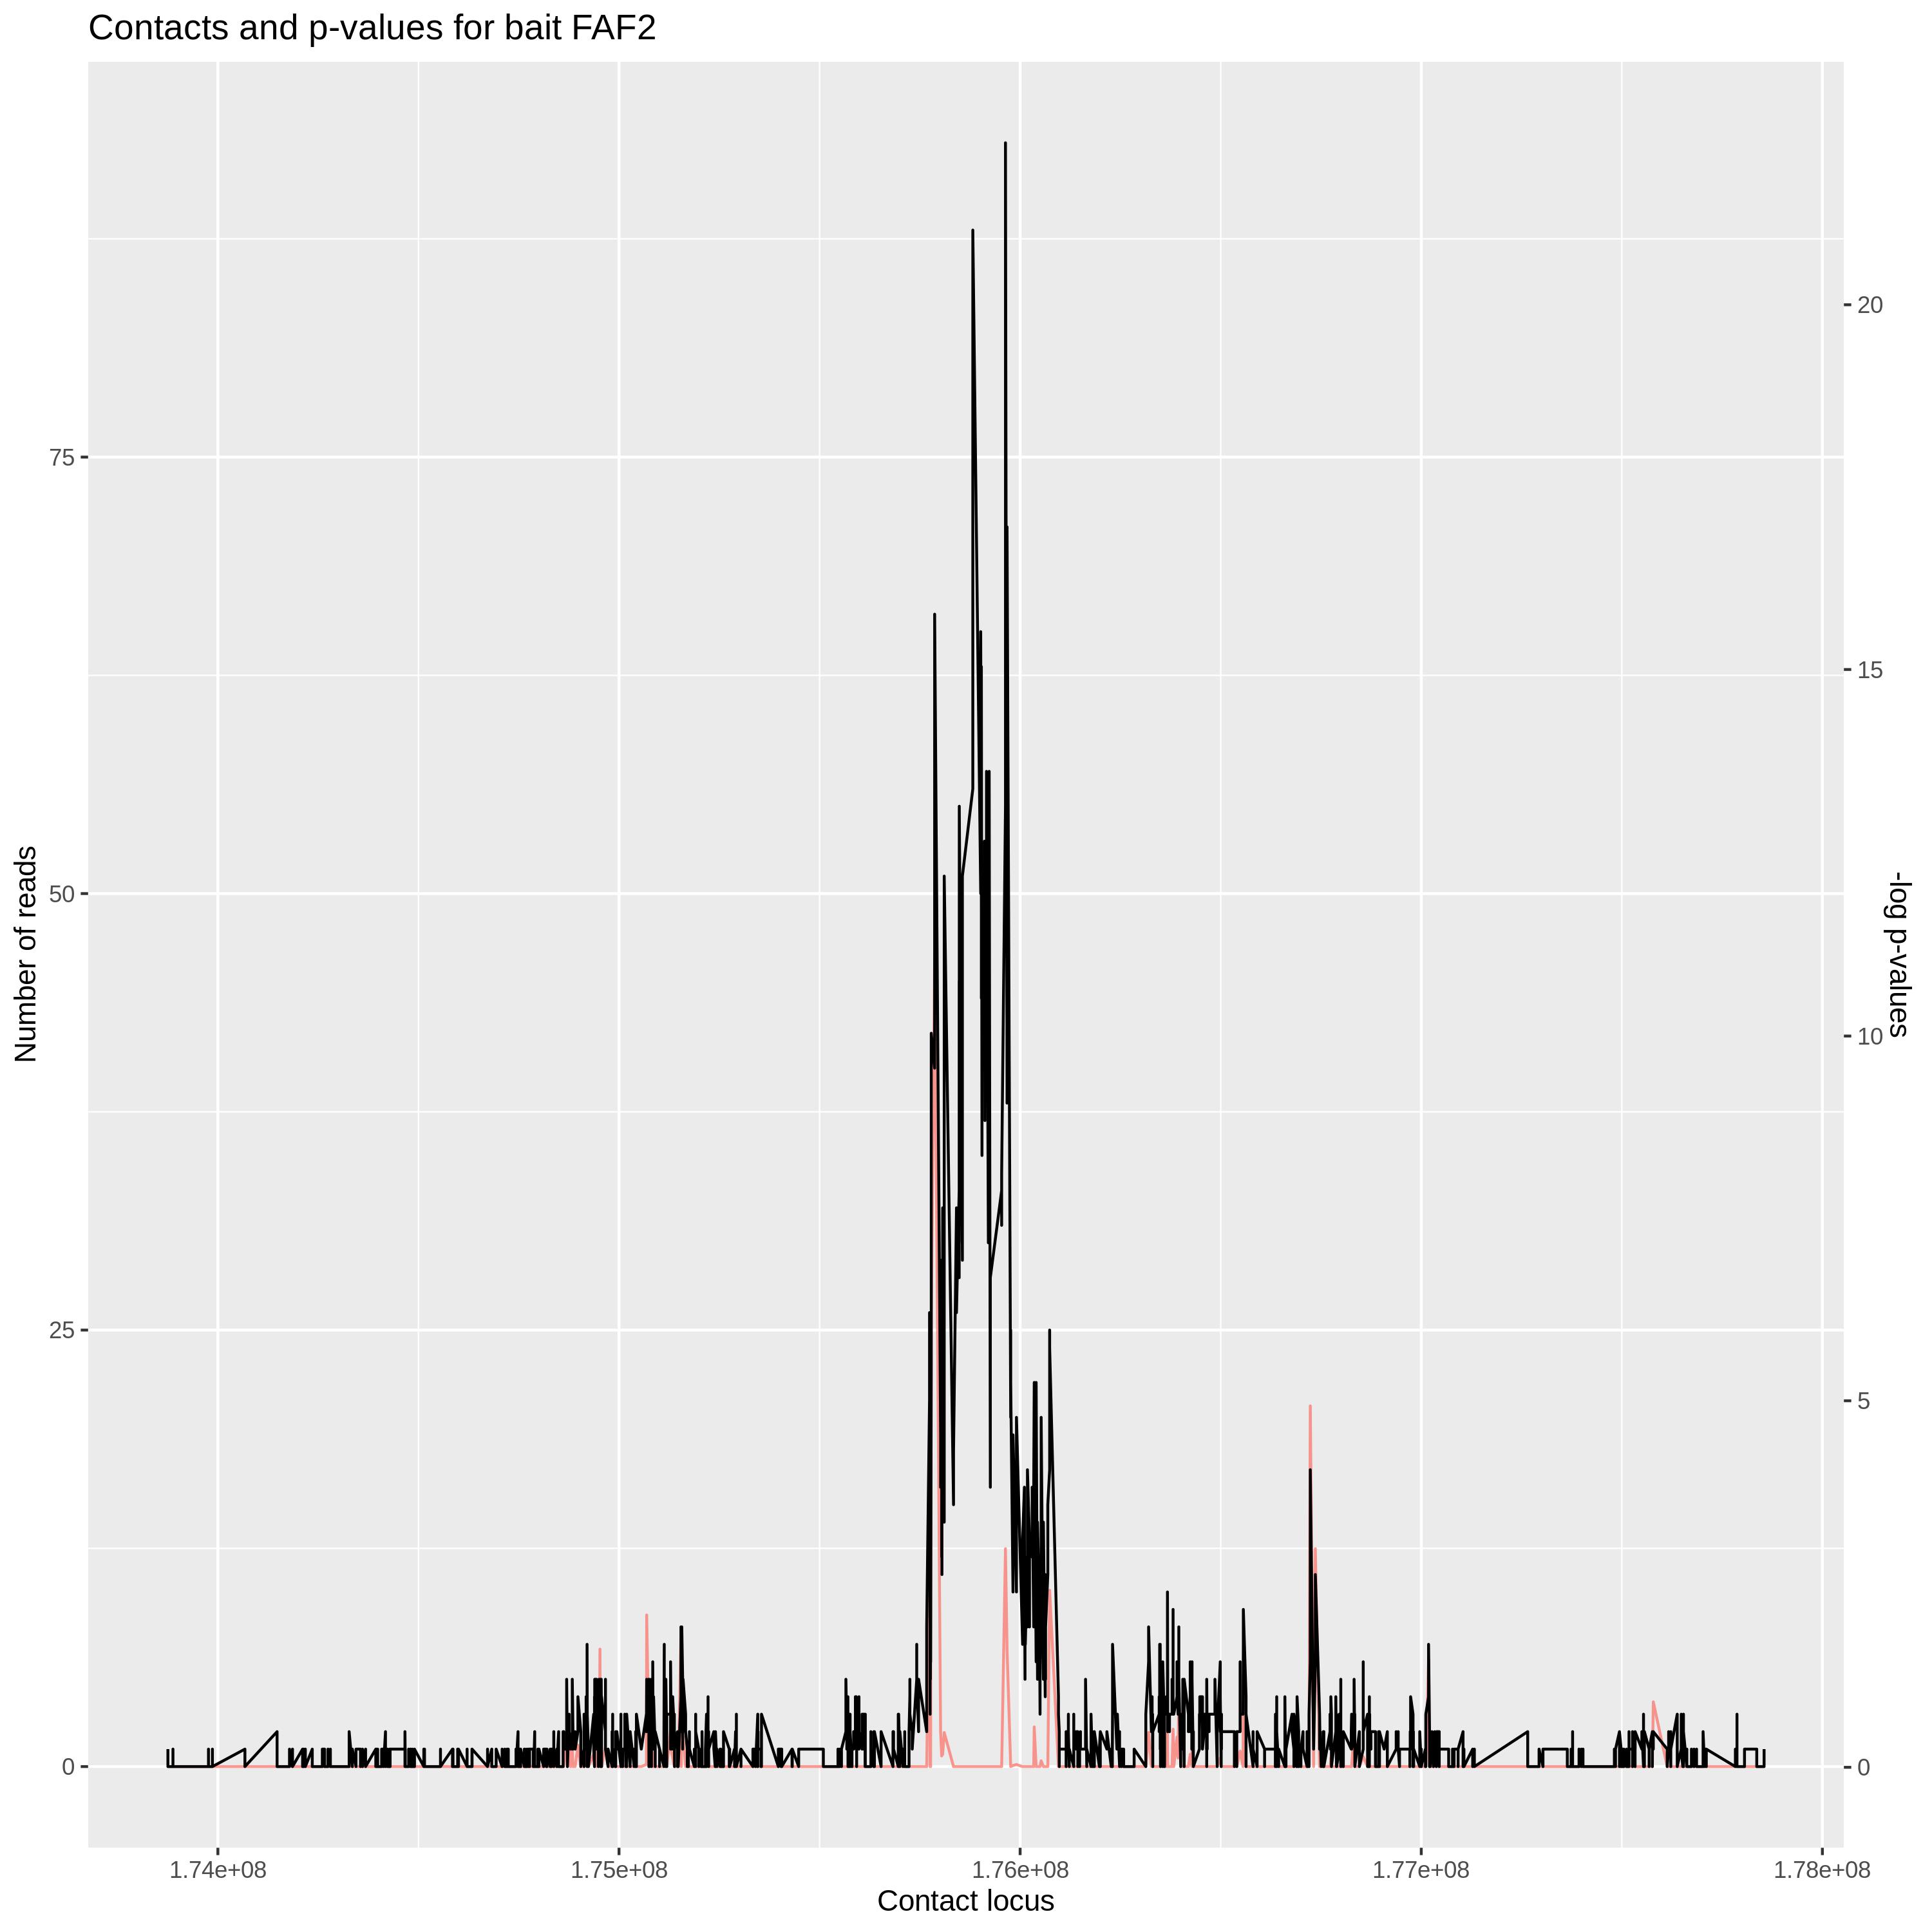 Contacts and p-values for bait FAF2
Number of reads
75
50
25
0
20
15
10
5
0
-log p-values
1.74e+08
1.75e+08
1.76e+08
1.77e+08
1.78e+08
Contact locus